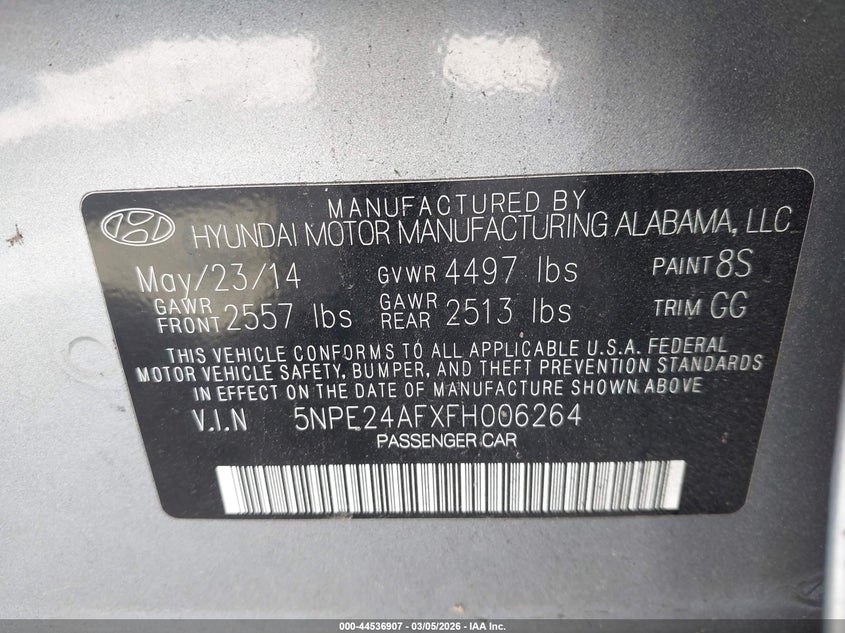 MANUFACTURED BY
HYUNDAI MOTOR MANUFACTURING ALABAMA, LLC
May/23/14 GVWR 4497 lbs PAINT 8S
GAWR FRONT 2557 lbs GAWR REAR 2513 lbs TRIM GG
THIS VEHICLE CONFORMS TO ALL APPLICABLE U.S.A. FEDERAL
MOTOR VEHICLE SAFETY, BUMPER, AND THEFT PREVENTION STANDARDS
IN EFFECT ON THE DATE OF MANUFACTURE SHOWN ABOVE
V.I.N 5NPE24AFXFH006264
PASSENGER CAR
000-44536907 - 03/05/2026 - IAA Inc.